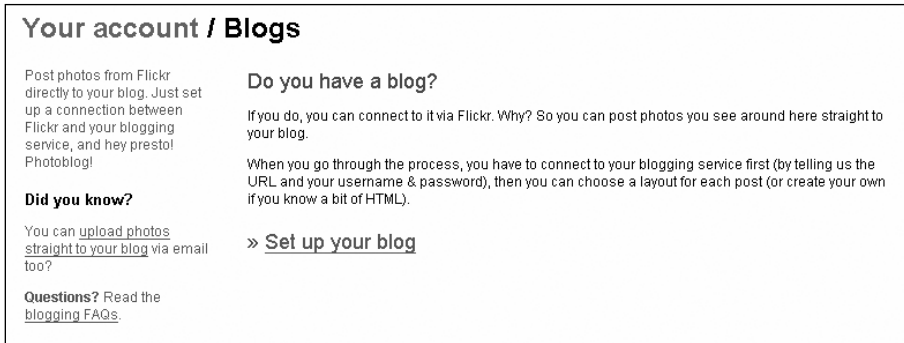 Your account / Blogs
Post photos from Flickr
directly to your blog. Just set
up a connection between
Flickr and your blogging
service, and hey presto!
Photoblog!
Did you know?
You can upload photos
straight to your blog via email
too?
Questions? Read the
blogging FAQs.
Do you have a blog?
If you do, you can connect to it via Flickr. Why? So you can post photos you see around here straight to
your blog.
When you go through the process, you have to connect to your blogging service first (by telling us the
URL and your username & password), then you can choose a layout for each post (or create your own
if you know a bit of HTML).
» Set up your blog